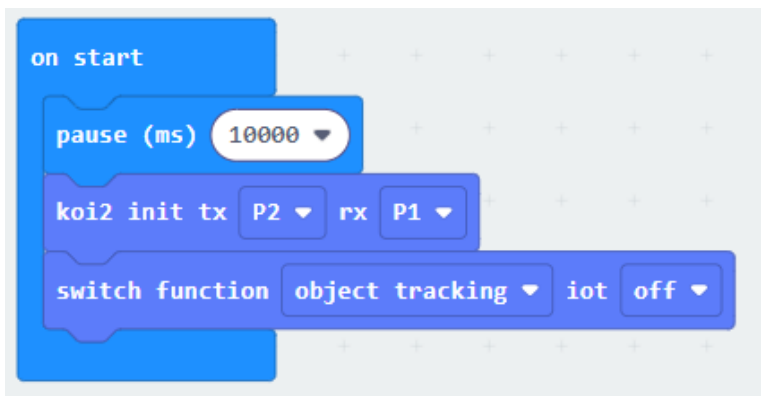 on start
pause (ms) 10000
koi2 init tx P2 rx P1
switch function object tracking iot off